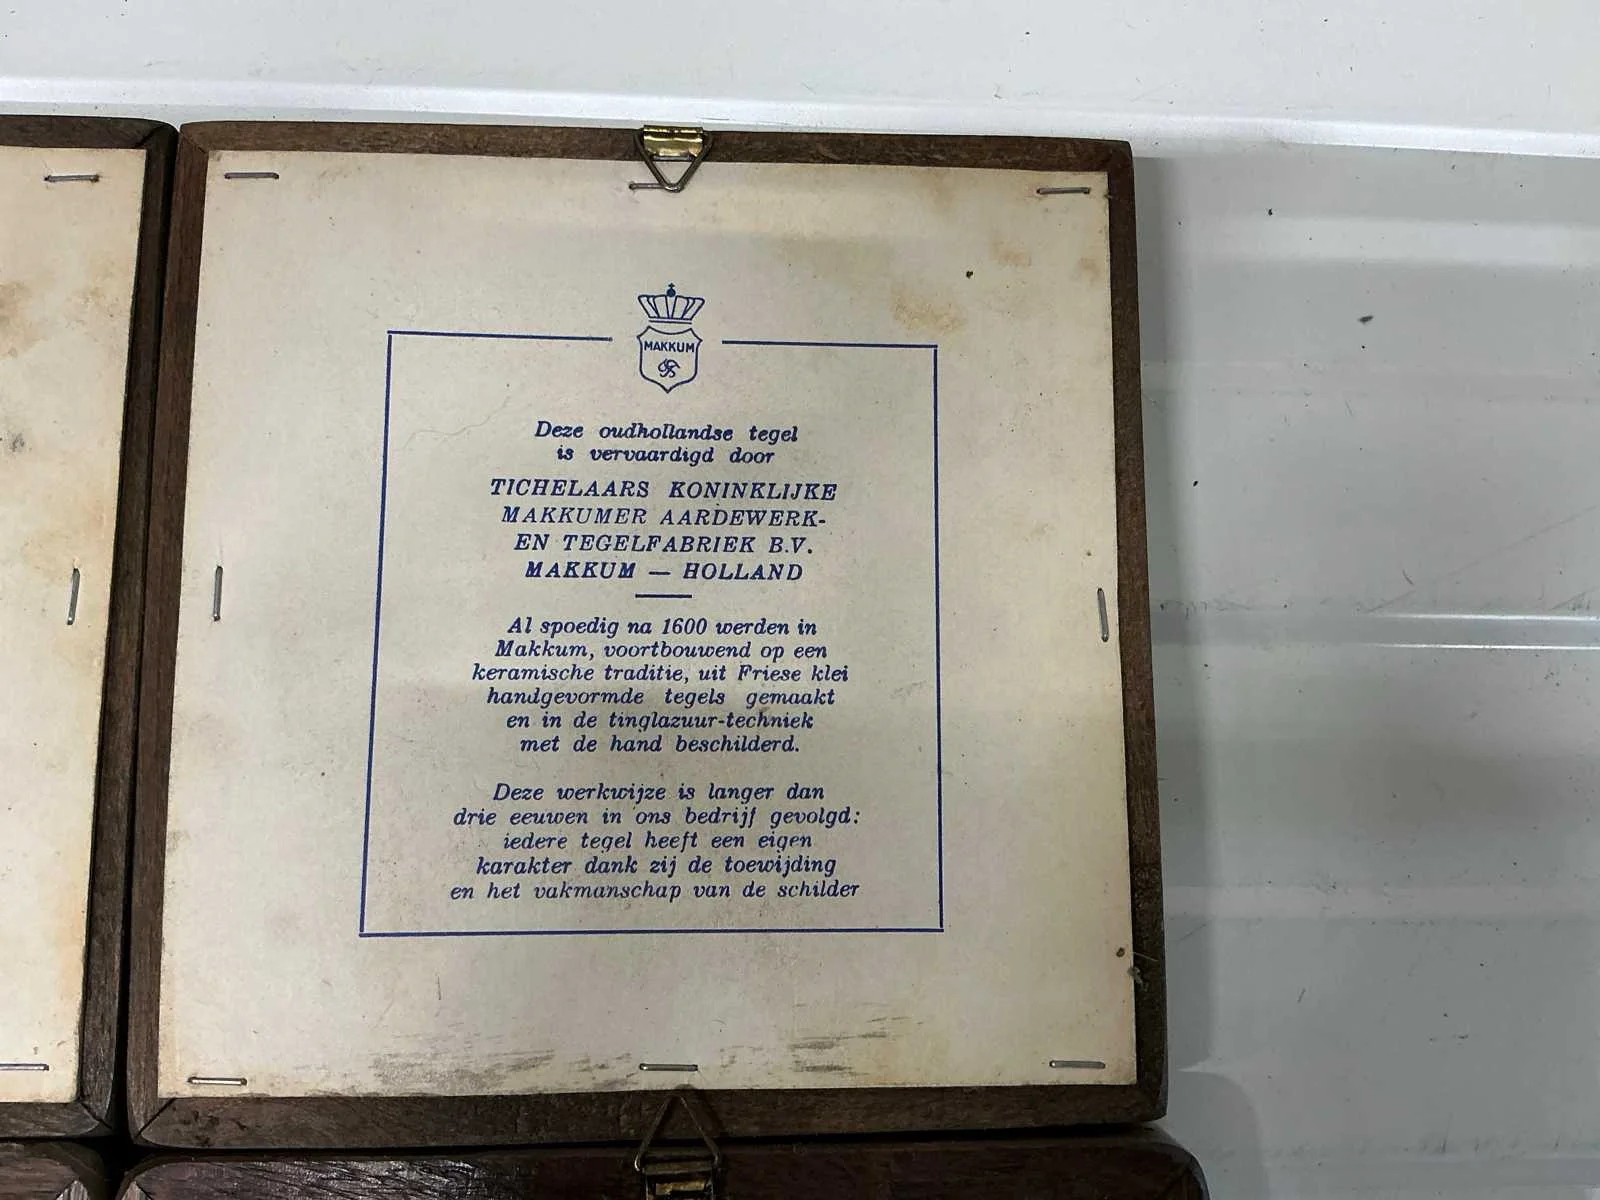 MAKKUM
Deze oudhollandse tegel
is vervaardigd door
TICHELAARS KONINKLIJKE
MAKKUMER AARDEWERK-
EN TEGELFABRIEK B.V.
MAKKUM — HOLLAND
Al spoedig na 1600 werden in
Makkum, voortbouwend op een
keramische traditie, uit Friese klei
handgevormde tegels gemaakt
en in de tinglazuur-techniek
met de hand beschilderd.
Deze werkwijze is langer dan
drie eeuwen in ons bedrijf gevolgd:
iedere tegel heeft een eigen
karakter dank zij de toewijding
en het vakmanschap van de schilder